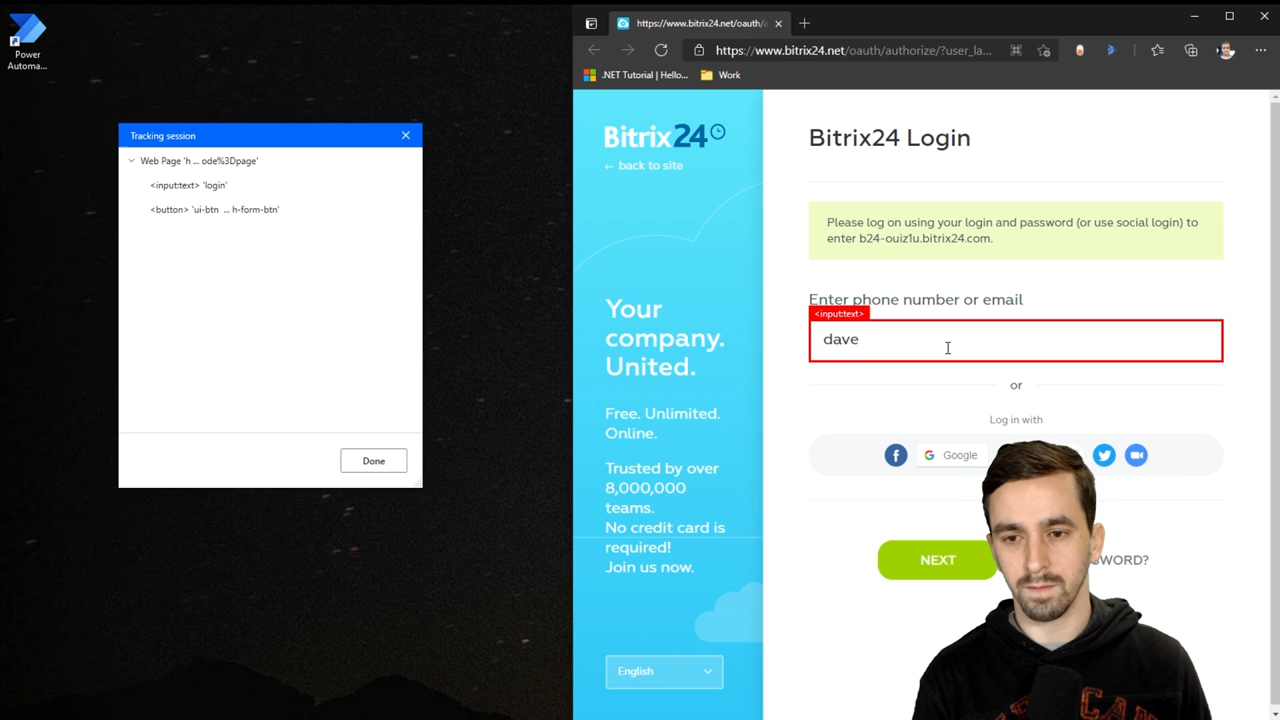 Power
Automa...
Tracking session
Web Page 'h ... ode%3Dpage'
<input:text> 'login'
<button> 'ui-btn ... h-form-btn'
Done
https://www.bitrix24.net/oauth/a
https://www.bitrix24.net/oauth/authorize/?user_la...
.NET Tutorial | Hello...
Work
Bitrix24
← back to site
Your
company.
United.
Free. Unlimited.
Online.
Trusted by over
8,000,000
teams.
No credit card is
required!
Join us now.
English
Bitrix24 Login
Please log on using your login and password (or use social login) to
enter b24-ouiz1u.bitrix24.com.
Enter phone number or email
<input:text>
dave
or
Log in with
Google
NEXT
SWORD?